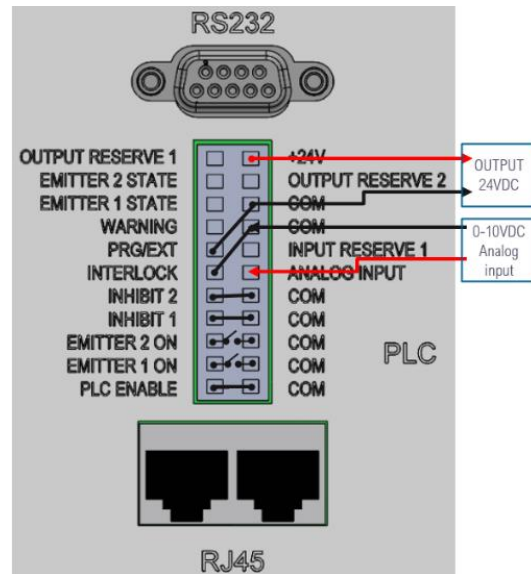 RS232
OUTPUT RESERVE 1 +24V
EMITTER 2 STATE OUTPUT RESERVE 2
EMITTER 1 STATE COM
WARNING COM
PRG/EXT INPUT RESERVE 1
INTERLOCK ANALOG INPUT
INHIBIT 2 COM
INHIBIT 1 COM
EMITTER 2 ON COM
EMITTER 1 ON COM
PLC ENABLE COM
PLC
OUTPUT
24VDC
0-10VDC
Analog
input
RJ45